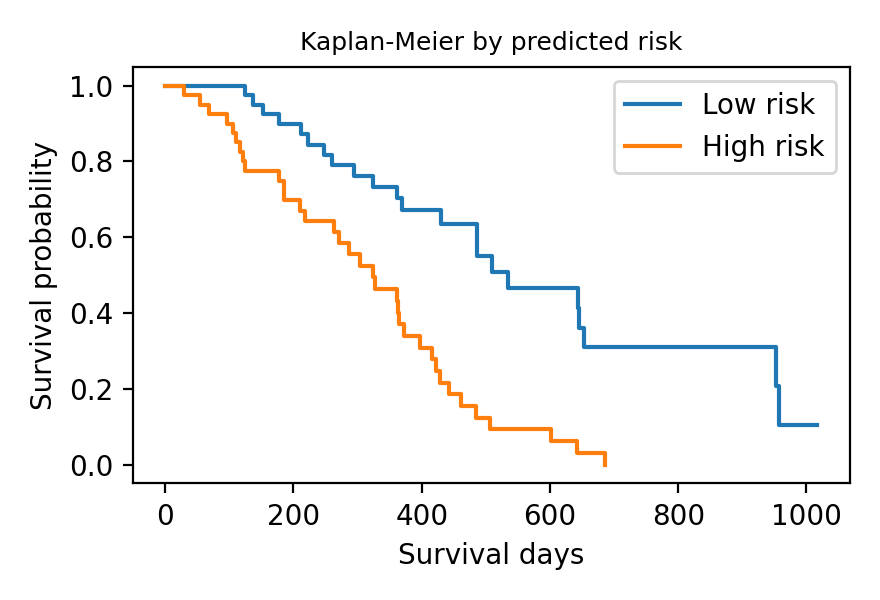 Kaplan-Meier by predicted risk
Low risk
High risk
Survival probability
1.0
0.8
0.6
0.4
0.2
0.0
0 200 400 600 800 1000
Survival days